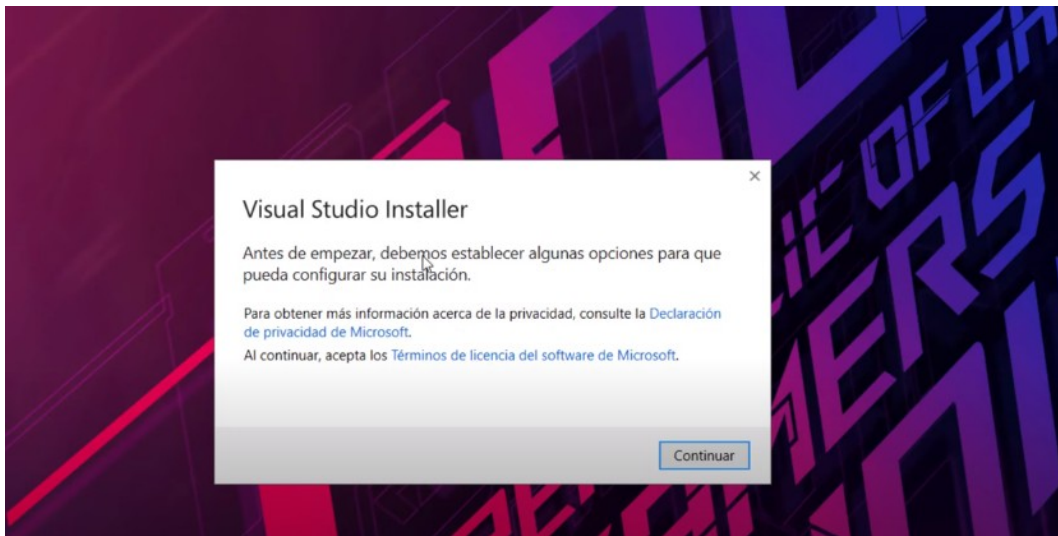 Visual Studio Installer
Antes de empezar, debemos establecer algunas opciones para que
pueda configurar su instalación.
Para obtener más información acerca de la privacidad, consulte la Declaración
de privacidad de Microsoft.
Al continuar, acepta los Términos de licencia del software de Microsoft.
Continuar